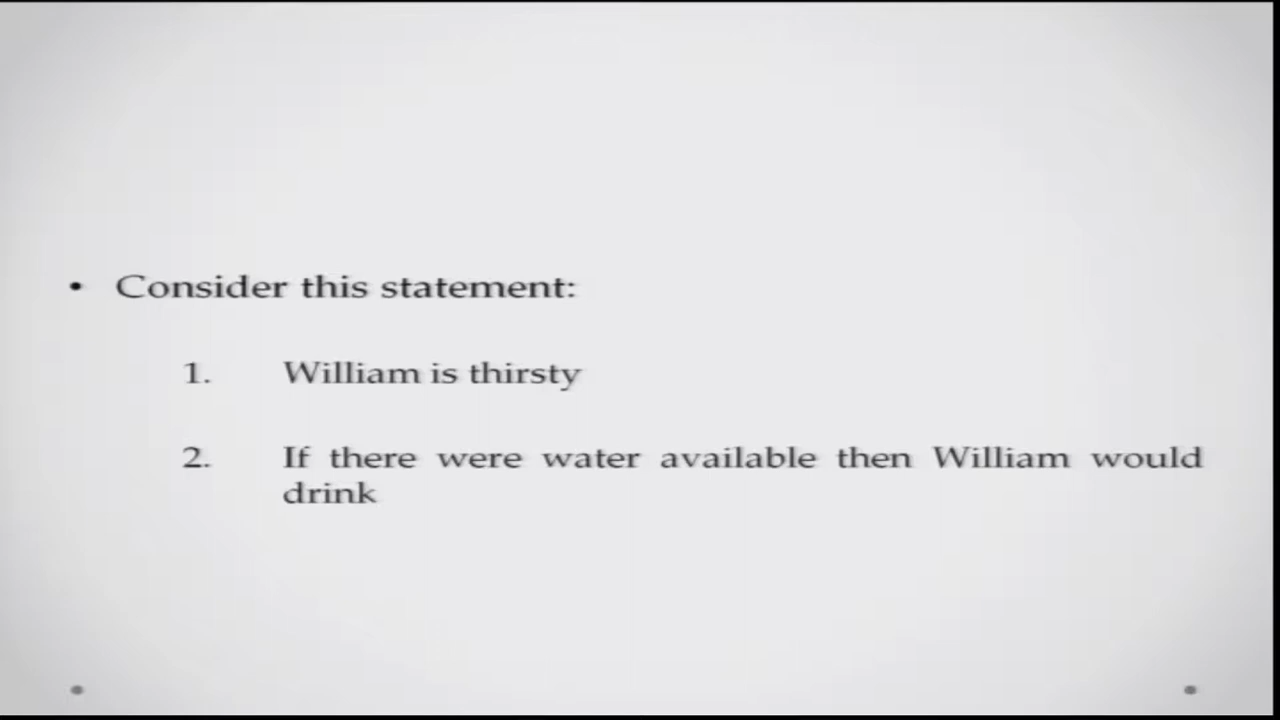 • Consider this statement:
1. William is thirsty
2. If there were water available then William would
drink